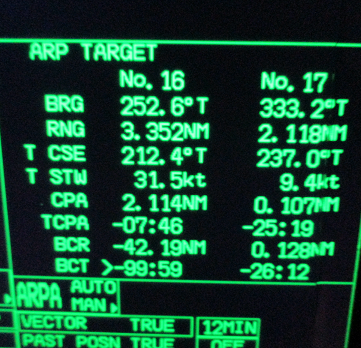 ARP TARGET
No. 16 No. 17
BRG 252.6°T 333.2°T
RNG 3.352NM 2.118NM
T CSE 212.4°T 237.0°T
T STW 31.5kt 9.4kt
CPA 2.114NM 0.107NM
TCPA -07:46 -25:19
BCR -42.19NM 0.128NM
BCT >-99:59 -26:12
ARPA AUTO
MAN
VECTOR TRUE 12MIN
PAST POSN TRUE OFF